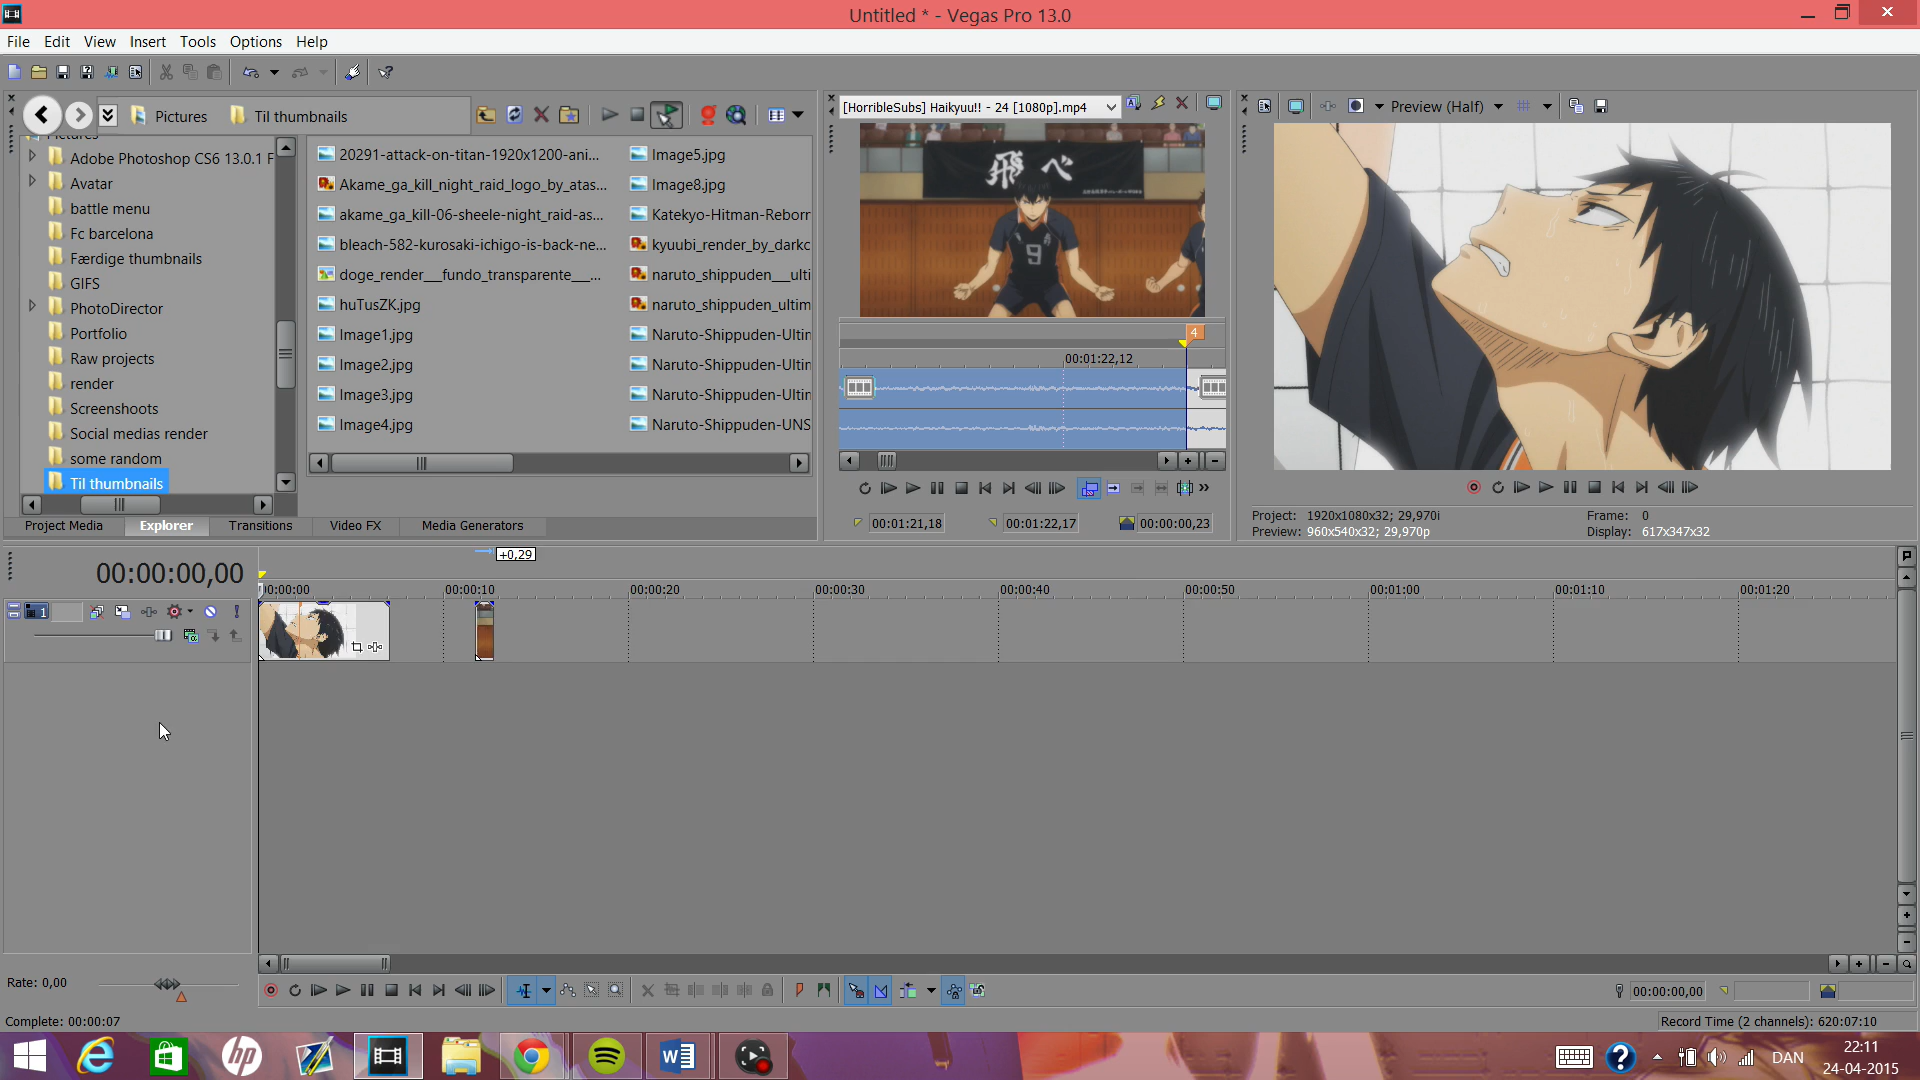 Untitled * - Vegas Pro 13.0
File Edit View Insert Tools Options Help
Pictures Til thumbnails
Pictures
Adobe Photoshop CS6 13.0.1 F
Avatar
battle menu
Fc barcelona
Færdige thumbnails
GIFS
PhotoDirector
Portfolio
Raw projects
render
Screenshoots
Social medias render
some random
Til thumbnails
20291-attack-on-titan-1920x1200-ani...
Akame_ga_kill_night_raid_logo_by_atas...
akame_ga_kill-06-sheele-night_raid-as...
bleach-582-kurosaki-ichigo-is-back-ne...
doge_render___fundo_transparente___...
huTusZK.jpg
Image1.jpg
Image2.jpg
Image3.jpg
Image4.jpg
Image5.jpg
Image8.jpg
Katekyo-Hitman-Reborr
kyuubi_render_by_darkc
naruto_shippuden___ulti
naruto_shippuden_ultim
Naruto-Shippuden-Ultin
Naruto-Shippuden-Ultin
Naruto-Shippuden-Ultin
Naruto-Shippuden-UNS
Project Media Explorer Transitions Video FX Media Generators
[HorribleSubs] Haikyuu!! - 24 [1080p].mp4
飛べ
9
4
00:01:22,12
00:01:21,18 00:01:22,17 00:00:00,23
Preview (Half)
Project: 1920x1080x32; 29,970i Frame: 0
Preview: 960x540x32; 29,970p Display: 617x347x32
+0,29
00:00:00,00
00:00:00 00:00:10 00:00:20 00:00:30 00:00:40 00:00:50 00:01:00 00:01:10 00:01:20
1
Rate: 0,00
00:00:00,00
Complete: 00:00:07
Record Time (2 channels): 620:07:10
hp
DAN
22:11
24-04-2015